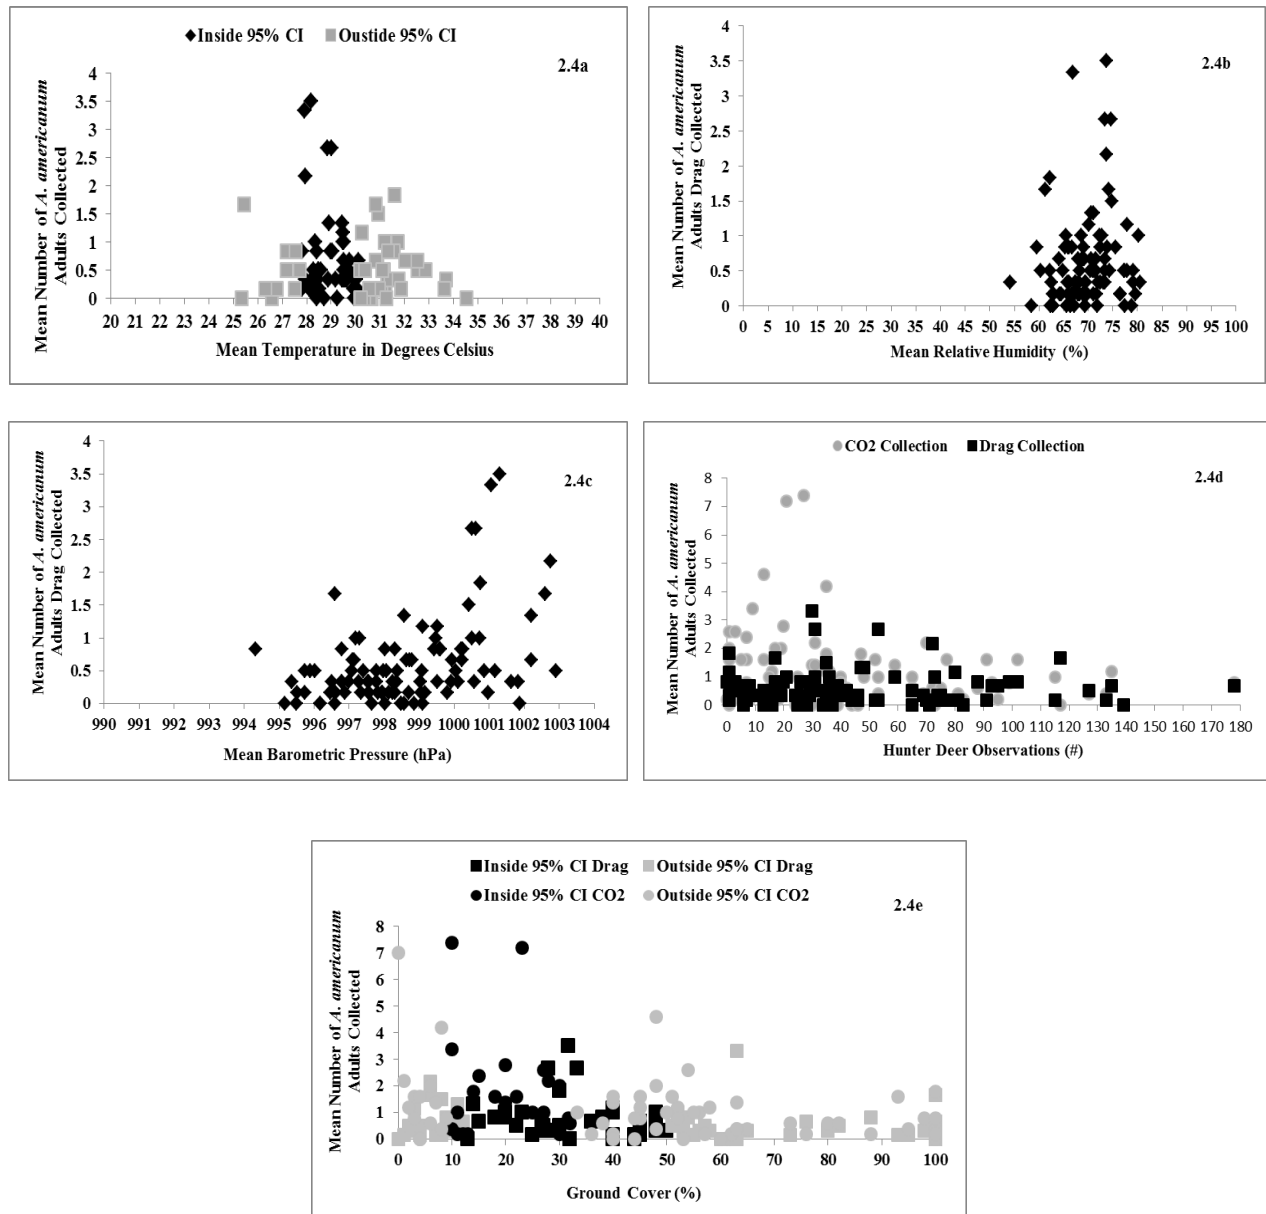 Inside 95% CI Oustide 95% CI
2.4a
Mean Number of A. americanum
Adults Collected
4
3.5
3
2.5
2
1.5
1
0.5
0
20 21 22 23 24 25 26 27 28 29 30 31 32 33 34 35 36 37 38 39 40
Mean Temperature in Degrees Celsius
2.4b
Mean Number of A. americanum
Adults Drag Collected
4
3.5
3
2.5
2
1.5
1
0.5
0
0 5 10 15 20 25 30 35 40 45 50 55 60 65 70 75 80 85 90 95 100
Mean Relative Humidity (%)
2.4c
Mean Number of A. americanum
Adults Drag Collected
4
3.5
3
2.5
2
1.5
1
0.5
0
990 991 992 993 994 995 996 997 998 999 1000 1001 1002 1003 1004
Mean Barometric Pressure (hPa)
CO2 Collection Drag Collection
2.4d
Mean Number of A. americanum
Adults Collected
8
7
6
5
4
3
2
1
0
0 10 20 30 40 50 60 70 80 90 100 110 120 130 140 150 160 170 180
Hunter Deer Observations (#)
Inside 95% CI Drag Outside 95% CI Drag
Inside 95% CI CO2 Outside 95% CI CO2
2.4e
Mean Number of A. americanum
Adults Collected
8
7
6
5
4
3
2
1
0
0 10 20 30 40 50 60 70 80 90 100
Ground Cover (%)